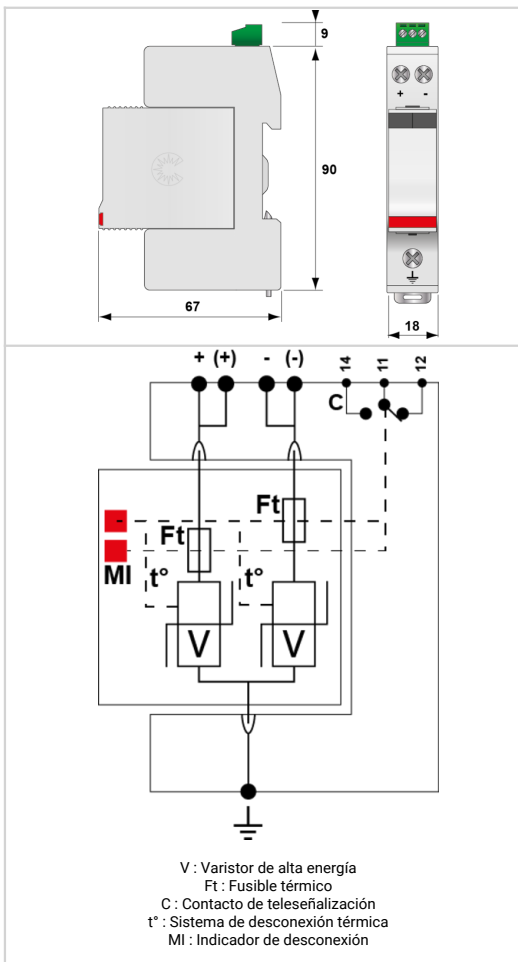 9
+ -
90
67
18
+ (+) - (-) 14 11 12
C
Ft
Ft
MI t° t°
V V
V : Varistor de alta energía
Ft : Fusible térmico
C : Contacto de teleseñalización
t° : Sistema de desconexión térmica
MI : Indicador de desconexión